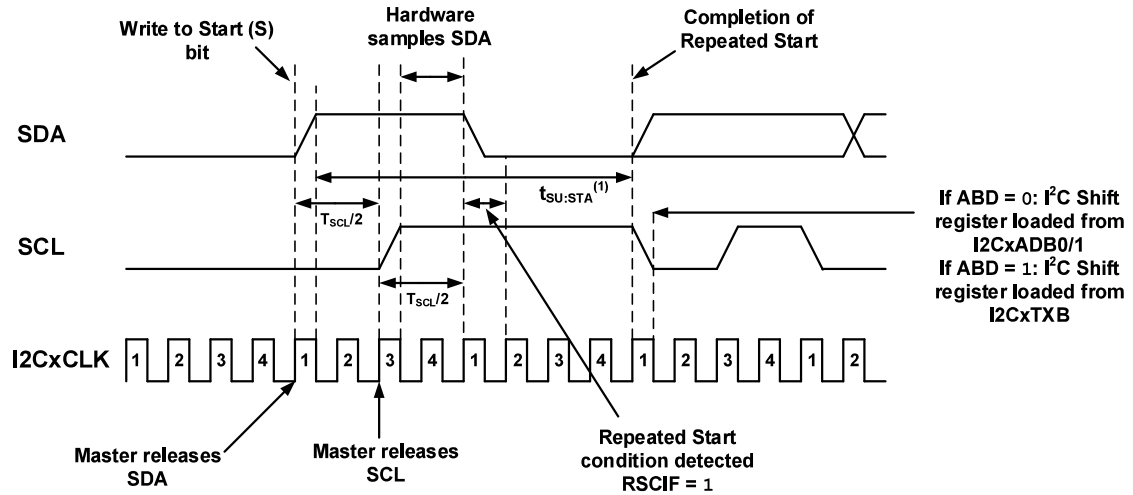 Write to Start (S)
bit
Hardware
samples SDA
Completion of
Repeated Start
SDA
tSU:STA(1)
TSCL/2
SCL
TSCL/2
If ABD = 0: I2C Shift
register loaded from
I2CxADB0/1
If ABD = 1: I2C Shift
register loaded from
I2CxTXB
I2CxCLK
1 2 3 4 1 2 3 4 1 2 3 4 1 2 3 4 1 2
Master releases
SDA
Master releases
SCL
Repeated Start
condition detected
RSCIF = 1